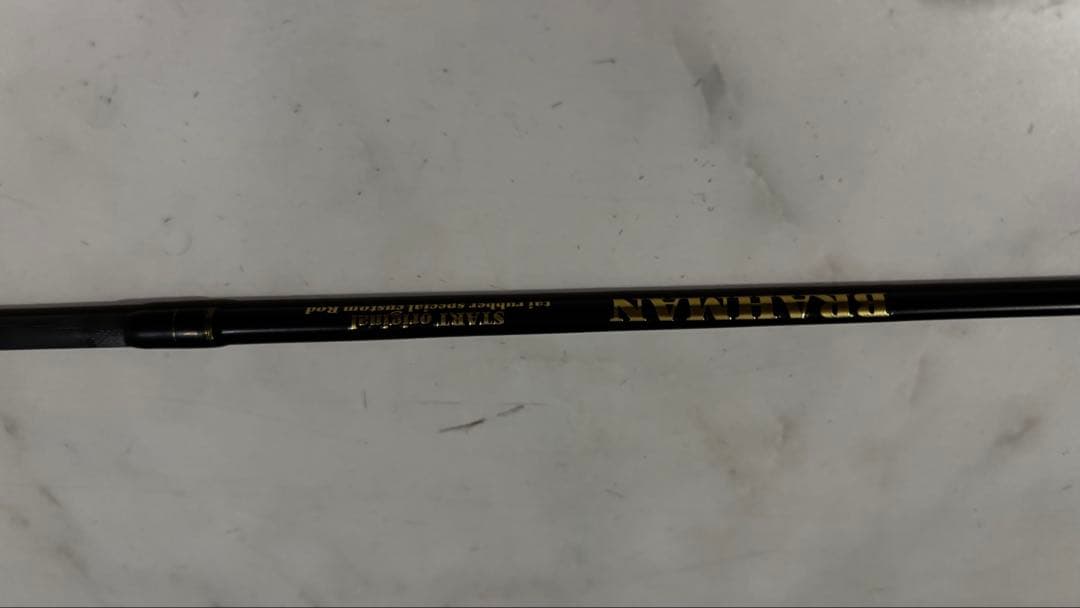 BRAHMAN
START original
tai rubber special custom Rod